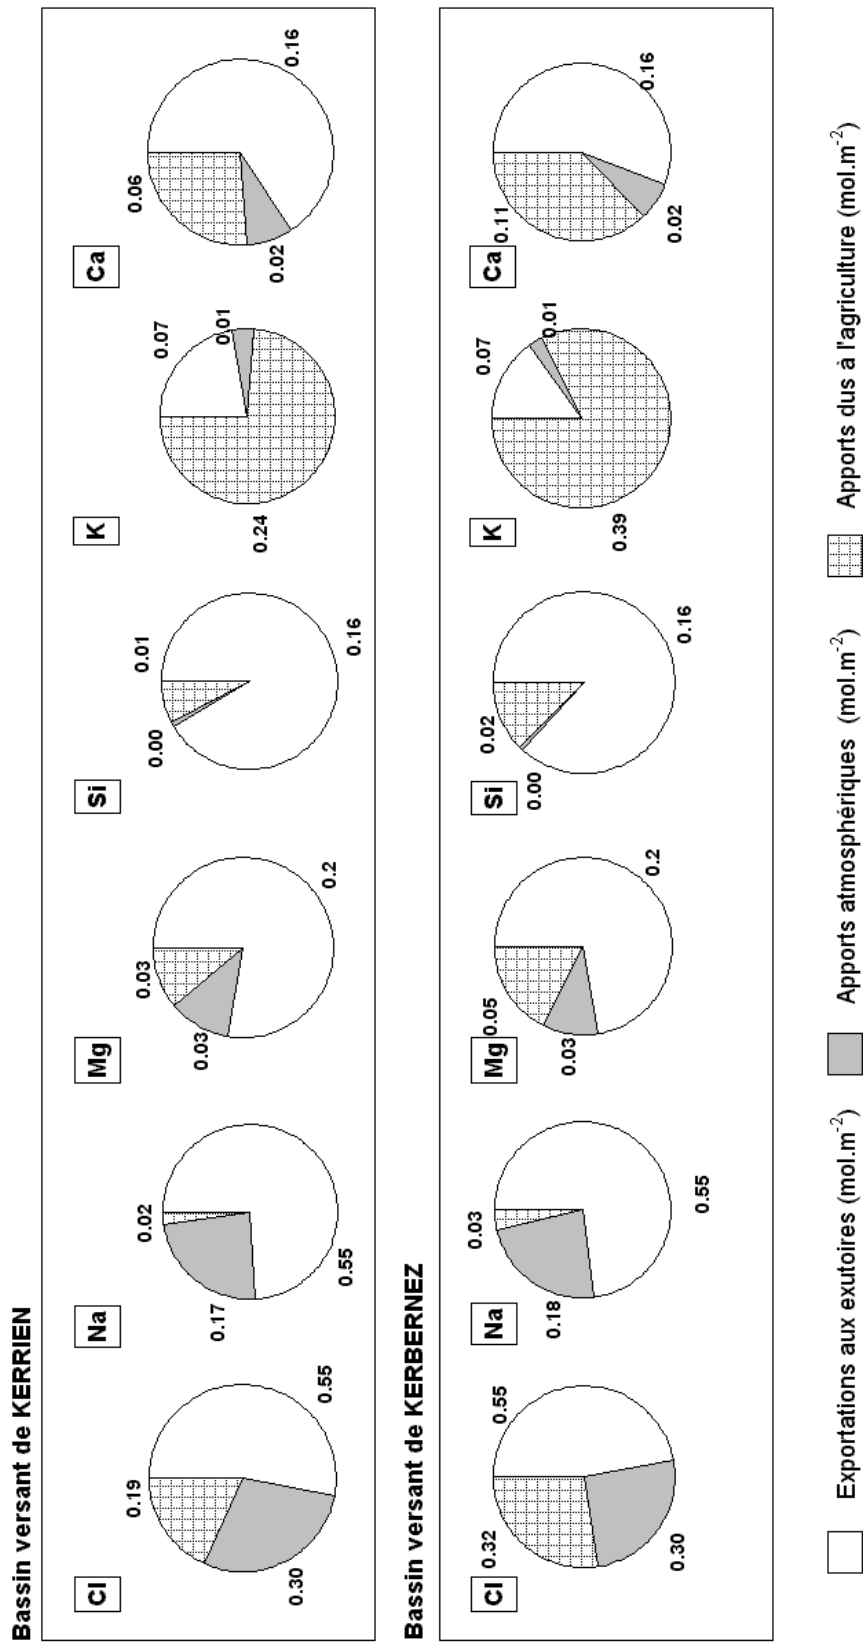 Bassin versant de KERRIEN
Cl
0.19
0.55
0.30
Na
0.02
0.17
0.55
Mg
0.03
0.03
0.2
Si
0.01
0.00
0.16
K
0.07
0.01
0.24
Ca
0.06
0.16
0.02
Bassin versant de KERBERNEZ
Cl
0.32
0.55
0.30
Na
0.03
0.18
0.55
Mg
0.05
0.03
0.2
Si
0.02
0.00
0.16
K
0.07
0.01
0.39
Ca
0.11
0.16
0.02
Exportations aux exutoires (mol.m⁻²)
Apports atmosphériques (mol.m⁻²)
Apports dus à l'agriculture (mol.m⁻²)